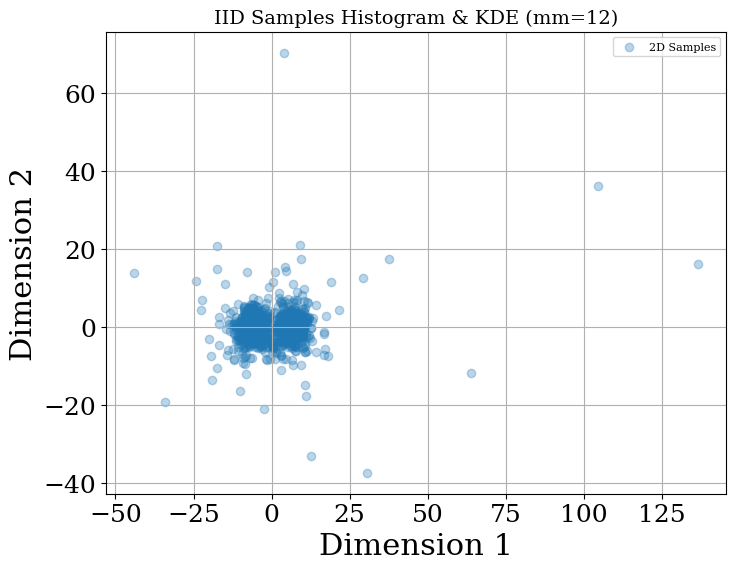 IID Samples Histogram & KDE (mm=12)
2D Samples
60
40
20
0
−20
−40
Dimension 2
−50 −25 0 25 50 75 100 125
Dimension 1